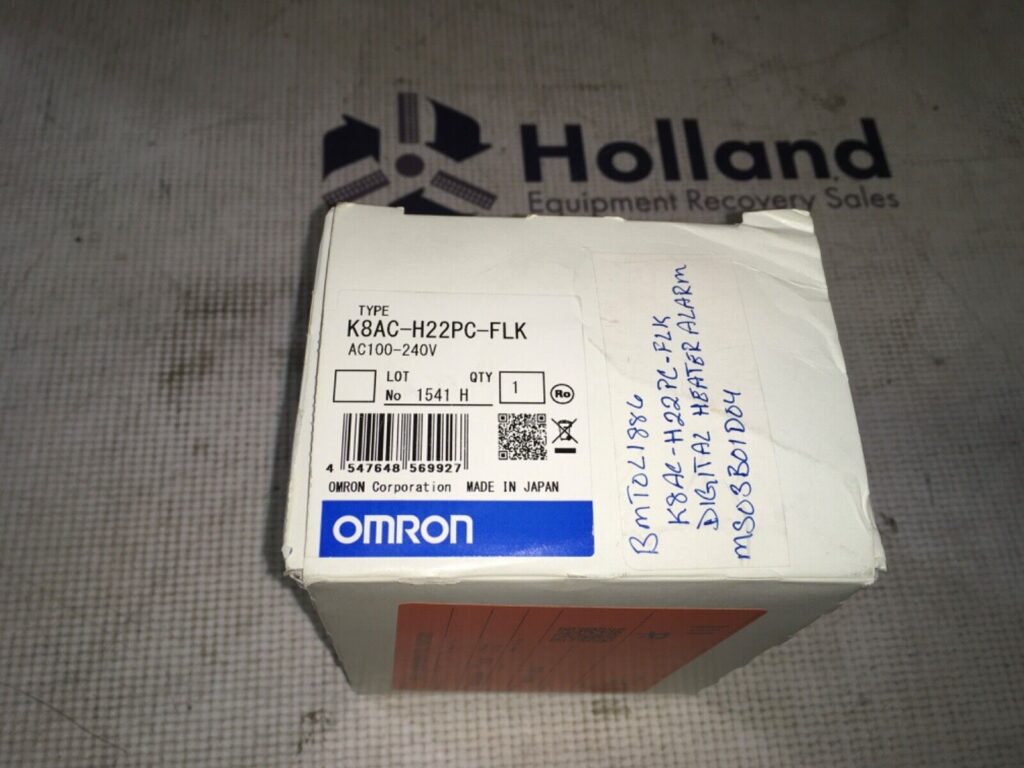 Holland
Equipment Recovery Sales
TYPE
K8AC-H22PC-FLK
AC100-240V
LOT
No 1541 H
QTY
1
Ro
4 547648 569927
OMRON Corporation MADE IN JAPAN
OMRON
BMTOL1886
K8AC-H22PC-FLK
DIGITAL HEATER ALARM
MS03B01D04